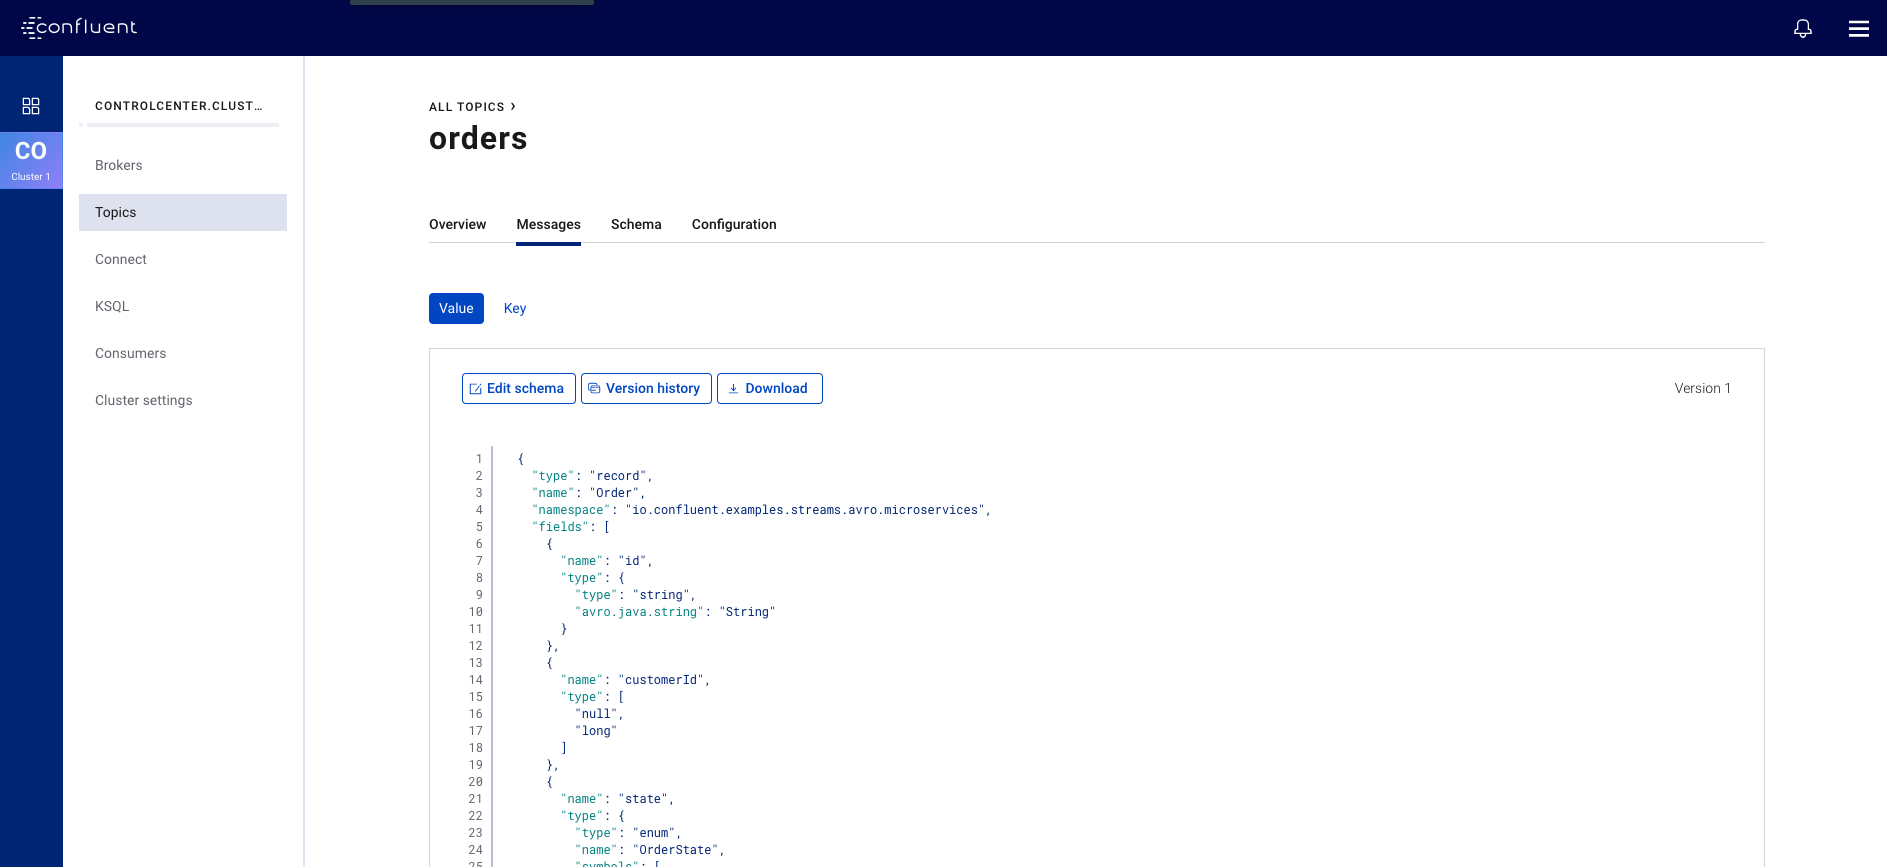 confluent
CONTROLCENTER.CLUST…
CO
Cluster 1
Brokers
Topics
Connect
KSQL
Consumers
Cluster settings
ALL TOPICS ›
orders
Overview Messages Schema Configuration
Value Key
Edit schema Version history Download Version 1
1 {
2 "type": "record",
3 "name": "Order",
4 "namespace": "io.confluent.examples.streams.avro.microservices",
5 "fields": [
6 {
7 "name": "id",
8 "type": {
9 "type": "string",
10 "avro.java.string": "String"
11 }
12 },
13 {
14 "name": "customerId",
15 "type": [
16 "null",
17 "long"
18 ]
19 },
20 {
21 "name": "state",
22 "type": {
23 "type": "enum",
24 "name": "OrderState",
25 "symbols": [